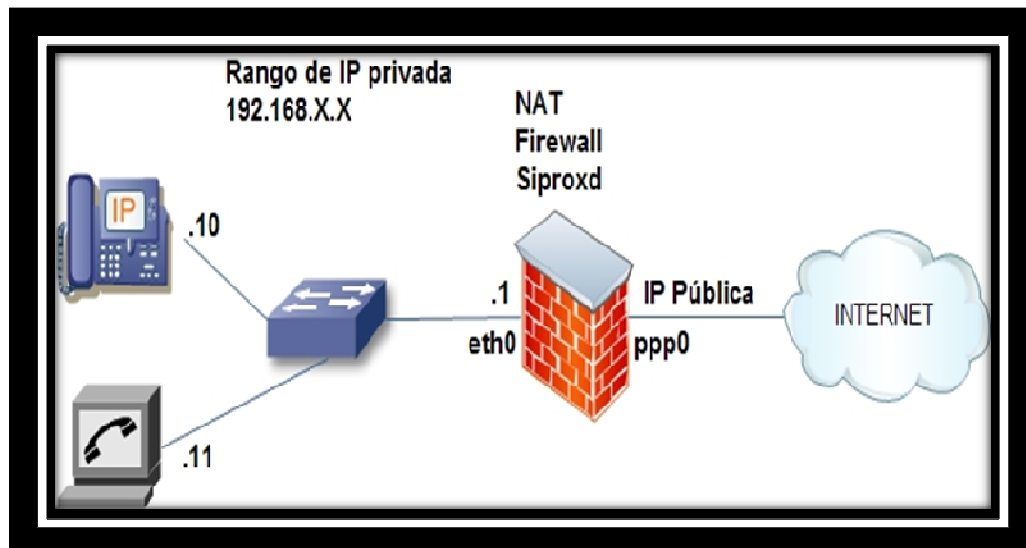 Rango de IP privada
192.168.X.X
NAT
Firewall
Siproxd
IP
.10
.1
IP Pública
INTERNET
eth0
ppp0
.11